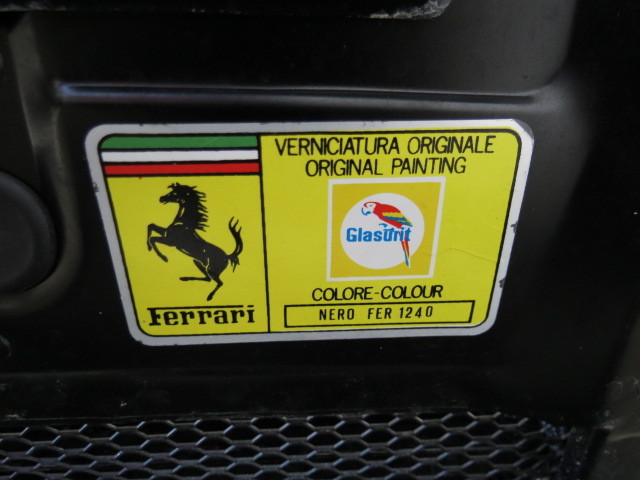 VERNICIATURA ORIGINALE
ORIGINAL PAINTING
Glasurit
COLORE-COLOUR
NERO FER 1240
Ferrari